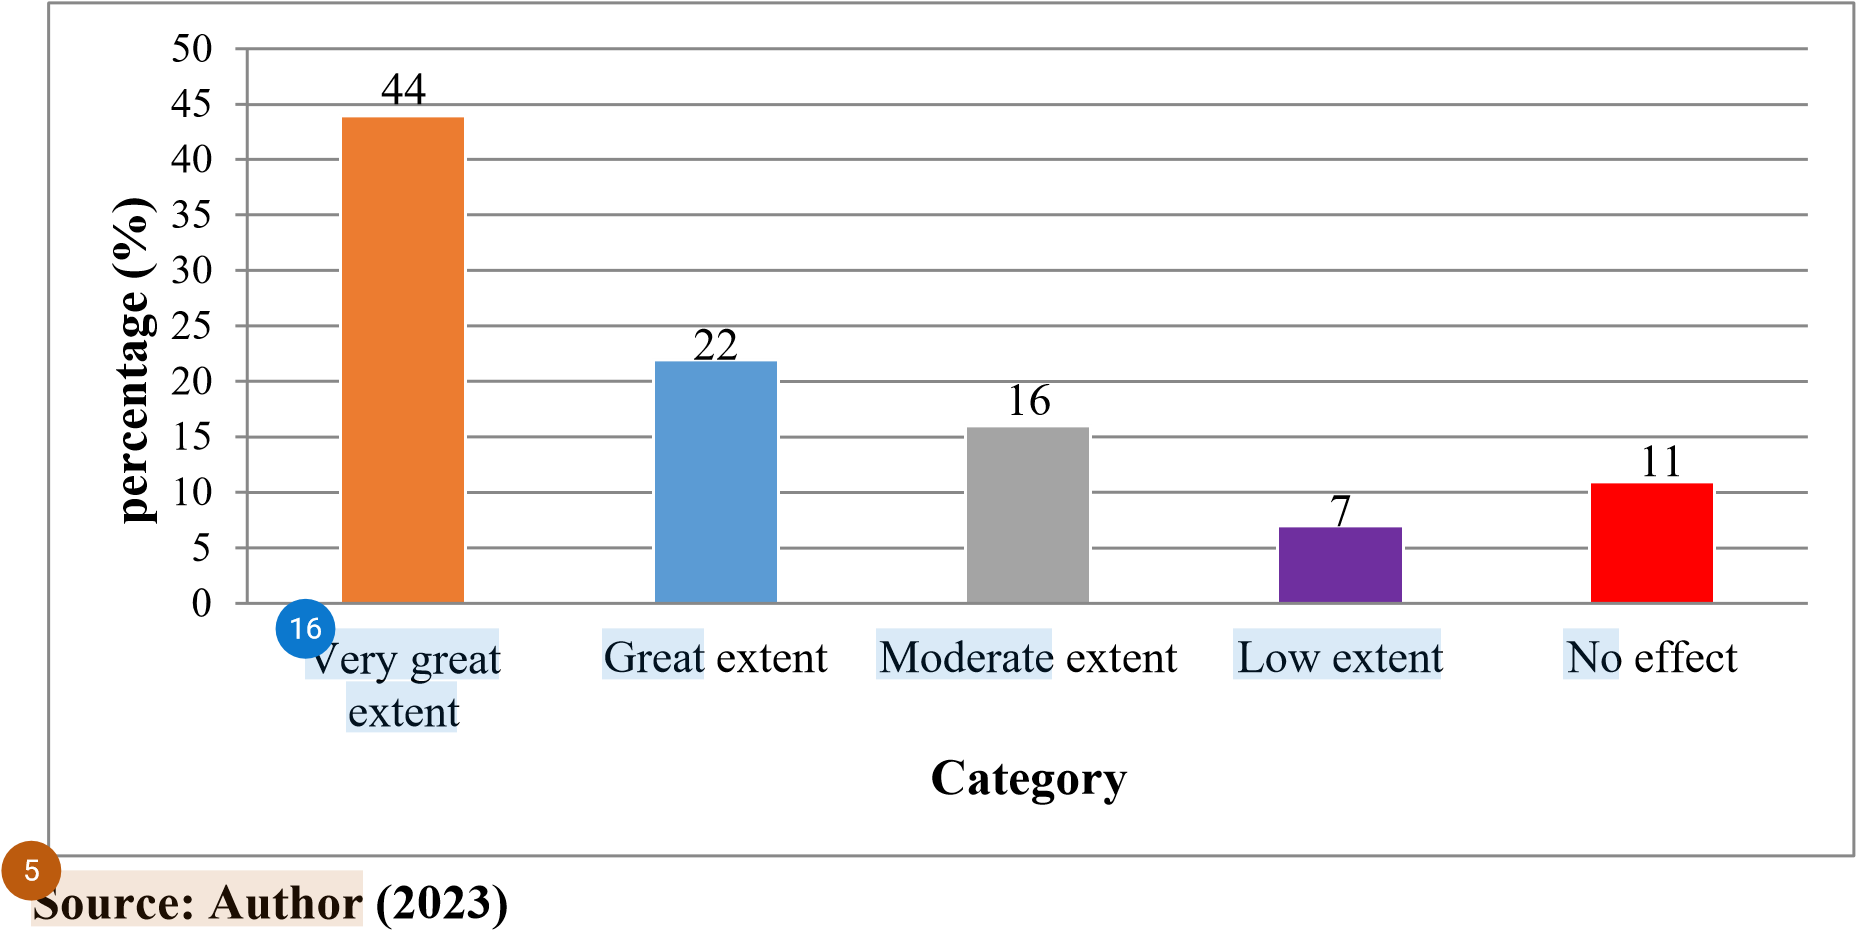 50
45
40
35
30
25
20
15
10
5
0
percentage (%)
44
22
16
7
11
16
Very great extent
Great extent
Moderate extent
Low extent
No effect
Category
5
Source: Author (2023)